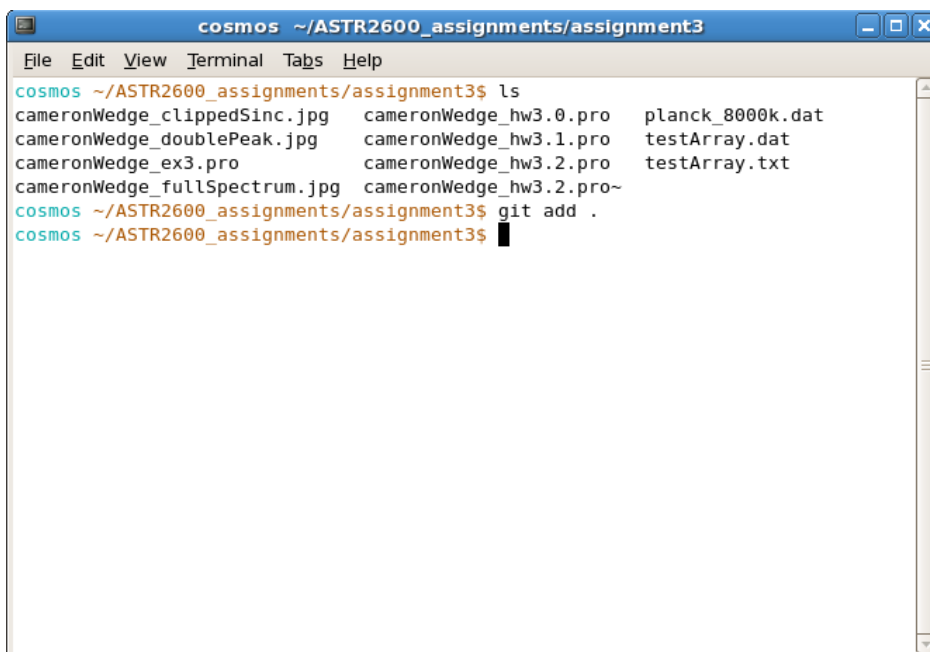 cosmos ~/ASTR2600_assignments/assignment3
File Edit View Terminal Tabs Help
cosmos ~/ASTR2600_assignments/assignment3$ ls
cameronWedge_clippedSinc.jpg cameronWedge_hw3.0.pro planck_8000k.dat
cameronWedge_doublePeak.jpg cameronWedge_hw3.1.pro testArray.dat
cameronWedge_ex3.pro cameronWedge_hw3.2.pro testArray.txt
cameronWedge_fullSpectrum.jpg cameronWedge_hw3.2.pro~
cosmos ~/ASTR2600_assignments/assignment3$ git add .
cosmos ~/ASTR2600_assignments/assignment3$